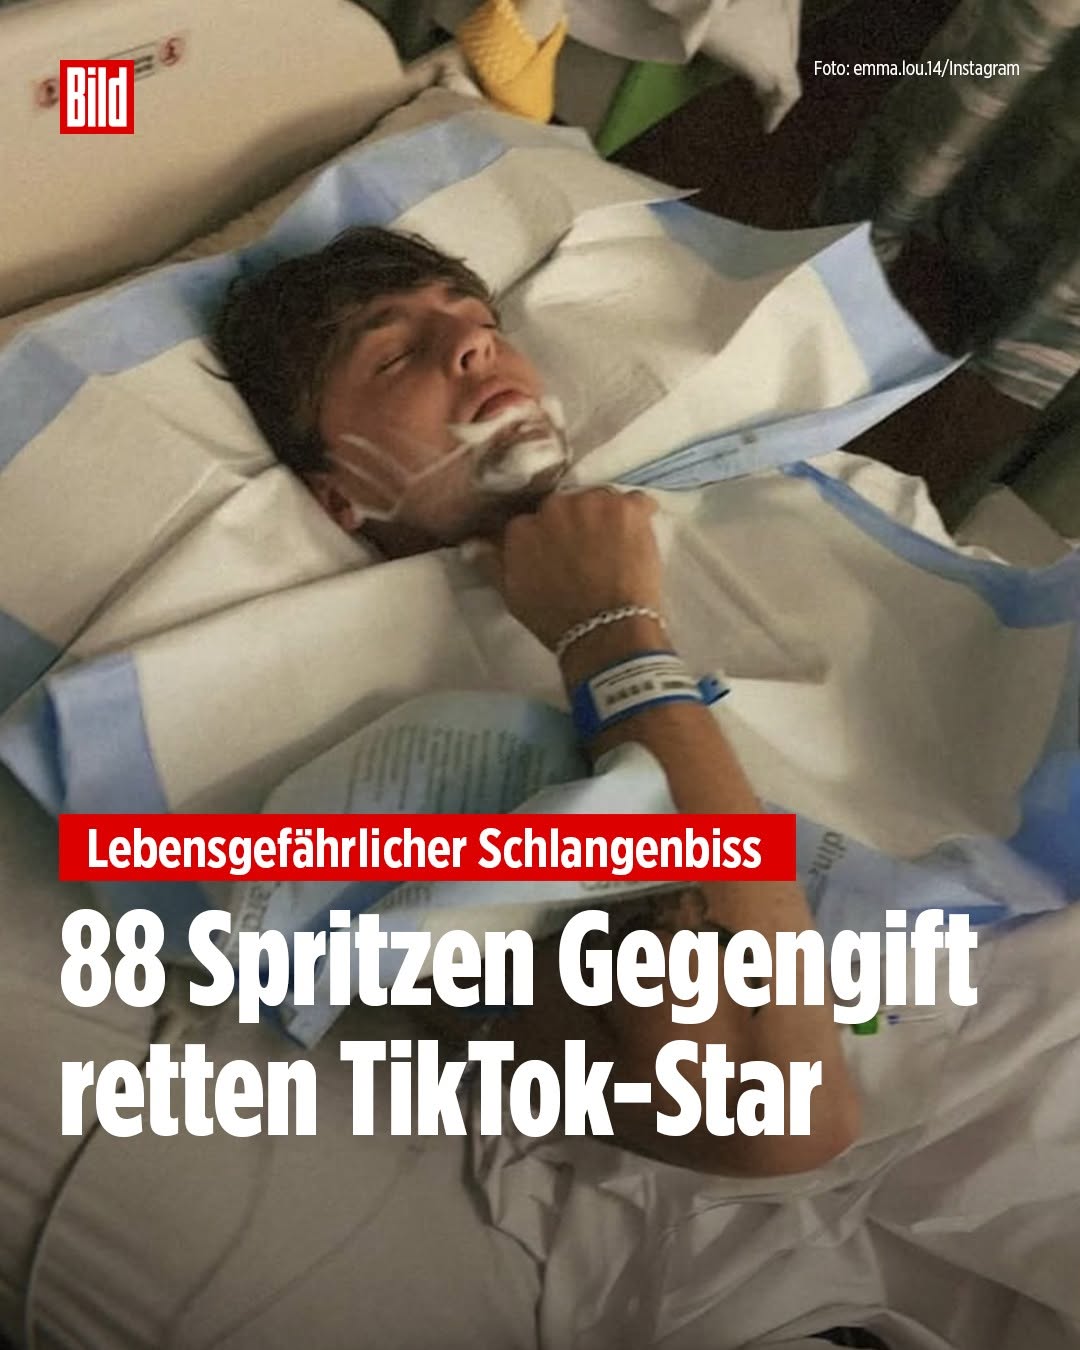 Bild
Foto: emma.lou.14/Instagram
Lebensgefährlicher Schlangenbiss
88 Spritzen Gegengift
retten TikTok-Star